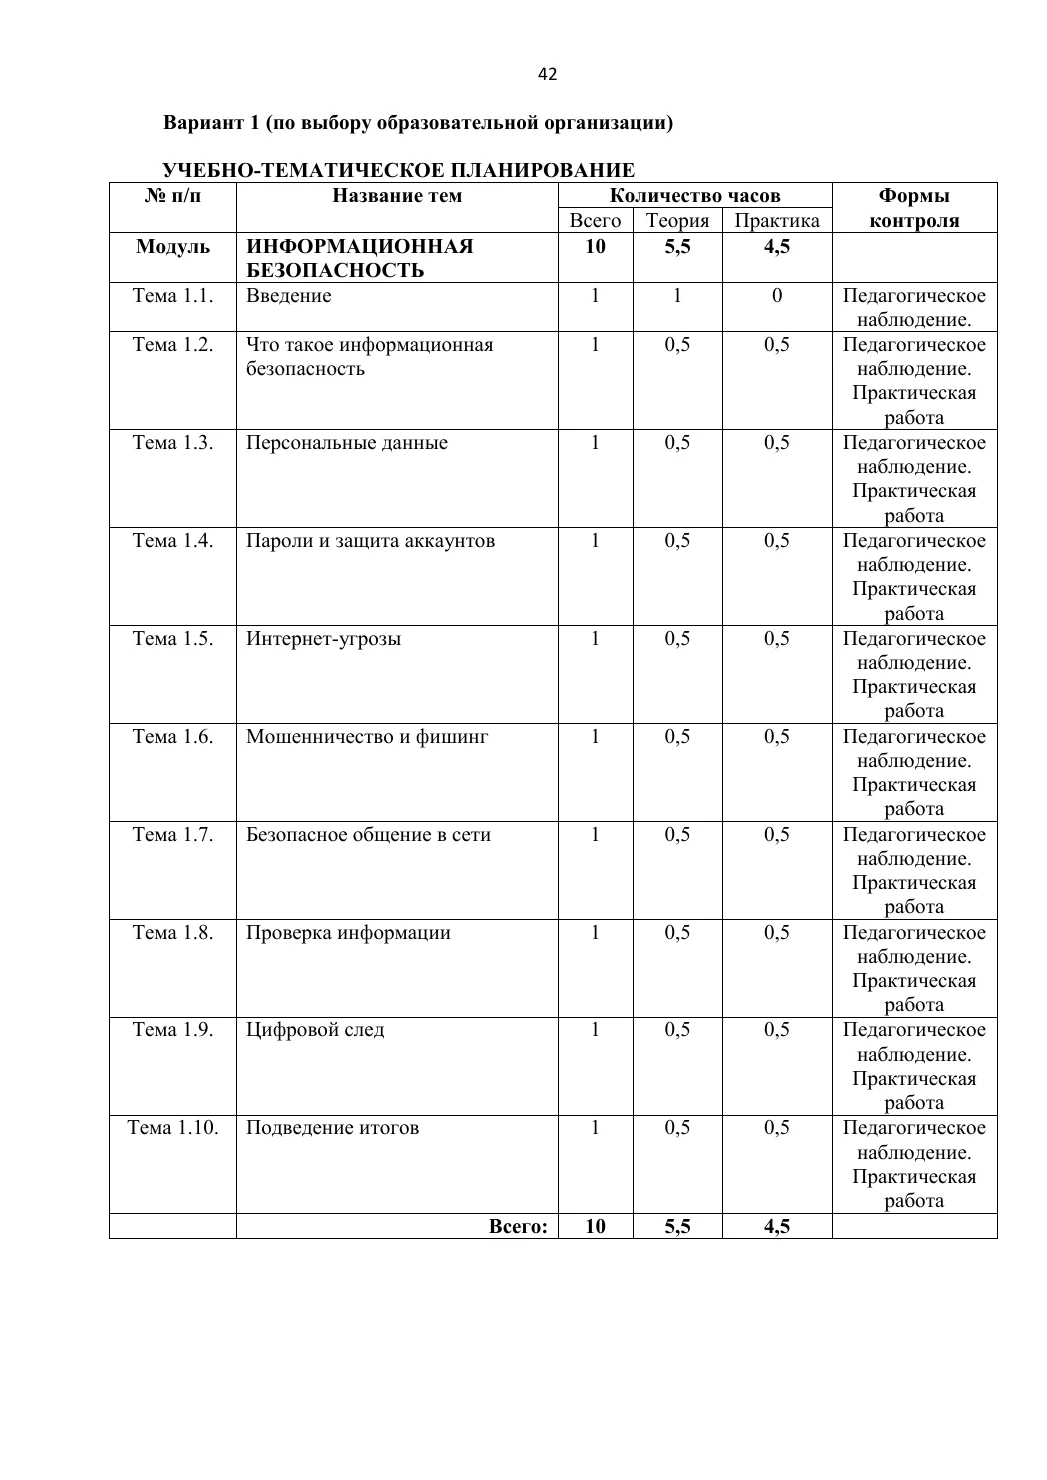 42
Вариант 1 (по выбору образовательной организации)
УЧЕБНО-ТЕМАТИЧЕСКОЕ ПЛАНИРОВАНИЕ
№ п/п Название тем Количество часов Формы
Всего Теория Практика контроля
Модуль ИНФОРМАЦИОННАЯ 10 5,5 4,5
БЕЗОПАСНОСТЬ
Тема 1.1. Введение 1 1 0 Педагогическое
наблюдение.
Тема 1.2. Что такое информационная 1 0,5 0,5 Педагогическое
безопасность наблюдение.
Практическая
работа
Тема 1.3. Персональные данные 1 0,5 0,5 Педагогическое
наблюдение.
Практическая
работа
Тема 1.4. Пароли и защита аккаунтов 1 0,5 0,5 Педагогическое
наблюдение.
Практическая
работа
Тема 1.5. Интернет-угрозы 1 0,5 0,5 Педагогическое
наблюдение.
Практическая
работа
Тема 1.6. Мошенничество и фишинг 1 0,5 0,5 Педагогическое
наблюдение.
Практическая
работа
Тема 1.7. Безопасное общение в сети 1 0,5 0,5 Педагогическое
наблюдение.
Практическая
работа
Тема 1.8. Проверка информации 1 0,5 0,5 Педагогическое
наблюдение.
Практическая
работа
Тема 1.9. Цифровой след 1 0,5 0,5 Педагогическое
наблюдение.
Практическая
работа
Тема 1.10. Подведение итогов 1 0,5 0,5 Педагогическое
наблюдение.
Практическая
работа
Всего: 10 5,5 4,5